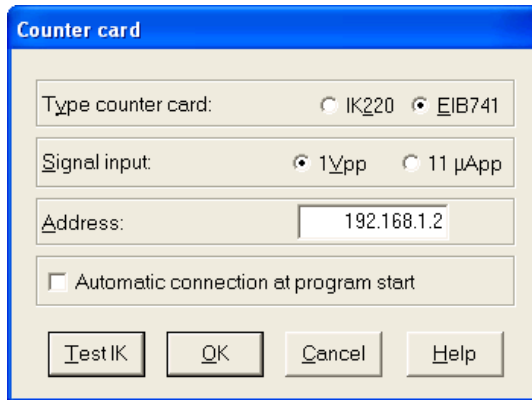 Counter card
Type counter card: IK220 EIB741
Signal input: 1Vpp 11 µApp
Address: 192.168.1.2
Automatic connection at program start
Test IK OK Cancel Help